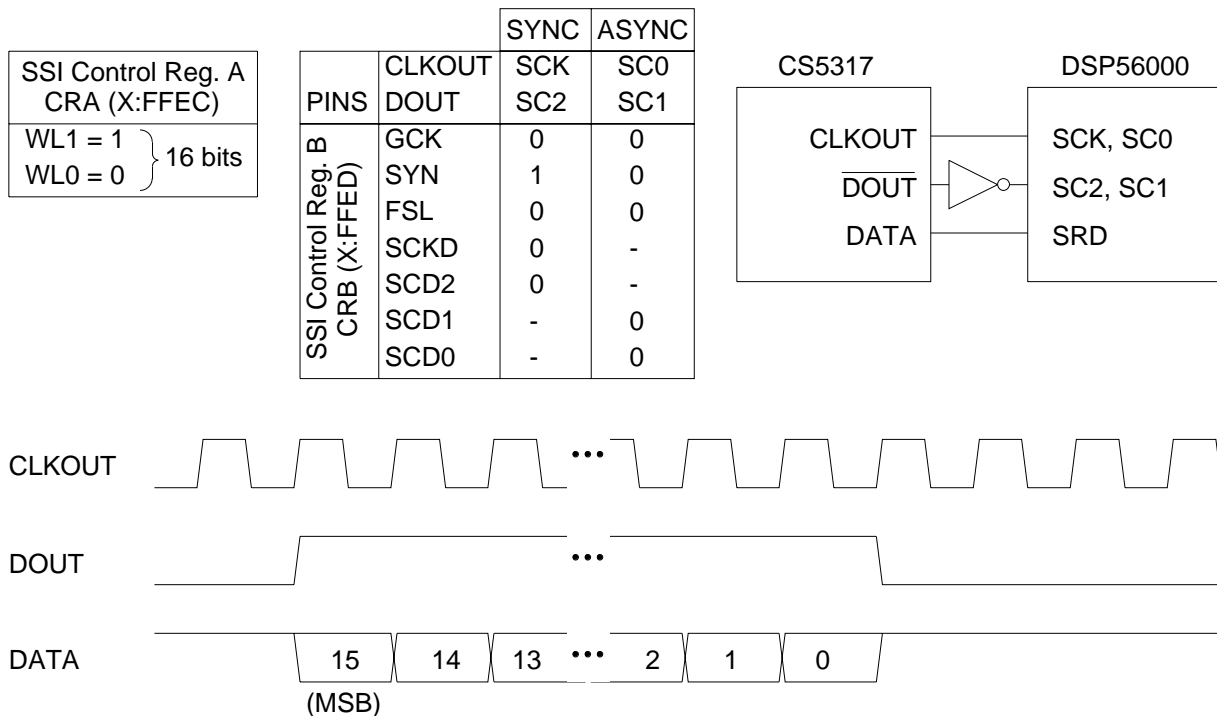 SSI Control Reg. A
CRA (X:FFEC)
WL1 = 1
WL0 = 0
16 bits
SYNC ASYNC
PINS CLKOUT SCK SC0
DOUT SC2 SC1
SSI Control Reg. B
CRB (X:FFED)
GCK 0 0
SYN 1 0
FSL 0 0
SCKD 0 -
SCD2 0 -
SCD1 - 0
SCD0 - 0
CS5317 DSP56000
CLKOUT SCK, SC0
DOUT SC2, SC1
DATA SRD
CLKOUT •••
DOUT •••
DATA 15 14 13 ••• 2 1 0
(MSB)